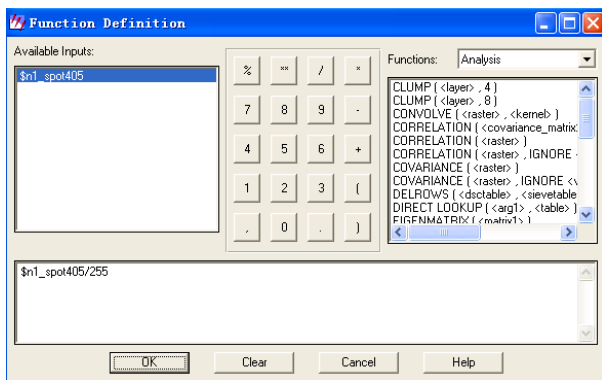 Function Definition
Available Inputs:
$n1_spot405
% ** / *
7 8 9 -
4 5 6 +
1 2 3 (
, 0 . )
Functions: Analysis
CLUMP ( <layer> , 4 )
CLUMP ( <layer> , 8 )
CONVOLVE ( <raster> , <kernel> )
CORRELATION ( <covariance_matrix
CORRELATION ( <raster> )
CORRELATION ( <raster> , IGNORE <
COVARIANCE ( <raster> )
COVARIANCE ( <raster> , IGNORE <v
DELROWS ( <dsctable> , <sievetable
DIRECT LOOKUP ( <arg1> , <table> )
EIGENMATRIX ( <matrix1> )
$n1_spot405/255
OK Clear Cancel Help